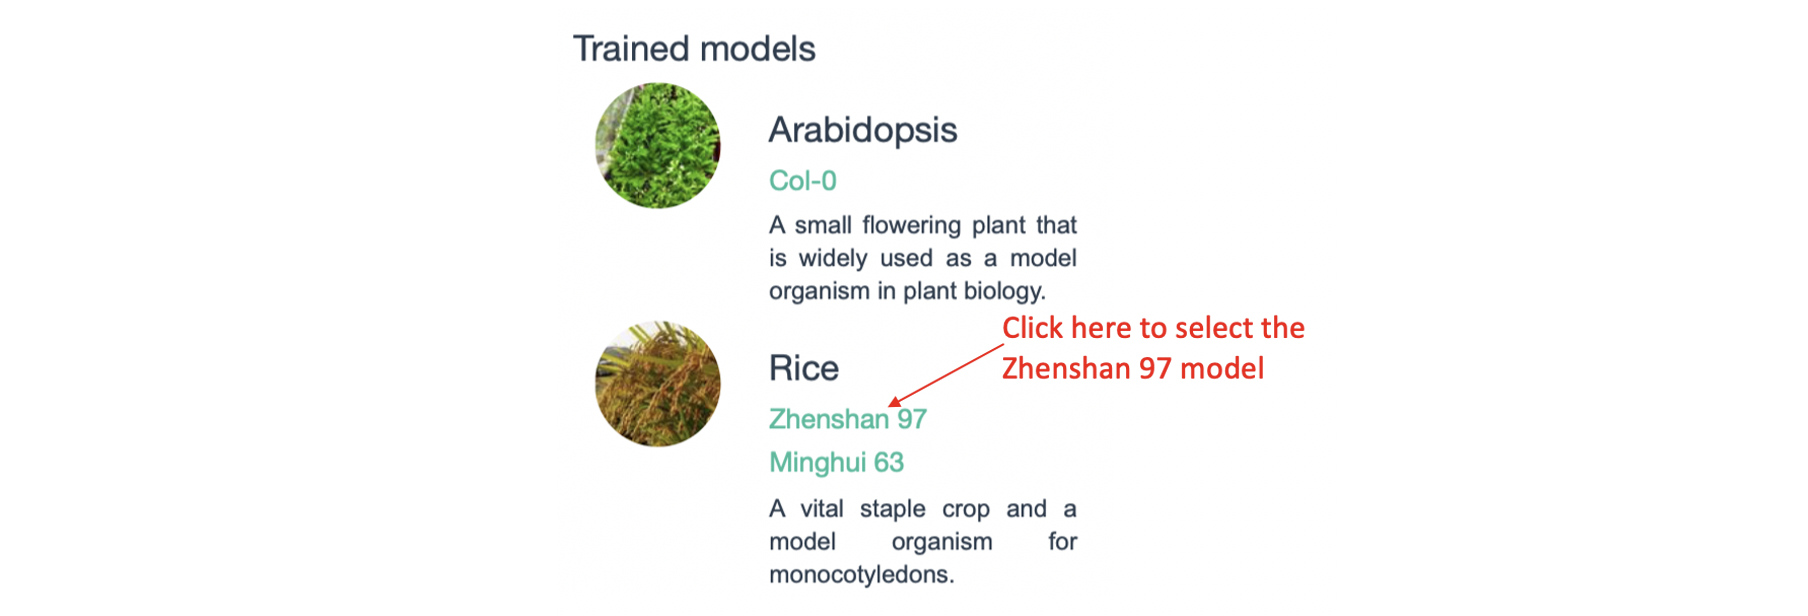 Trained models
Arabidopsis
Col-0
A small flowering plant that
is widely used as a model
organism in plant biology.
Click here to select the
Zhenshan 97 model
Rice
Zhenshan 97
Minghui 63
A vital staple crop and a
model organism for
monocotyledons.